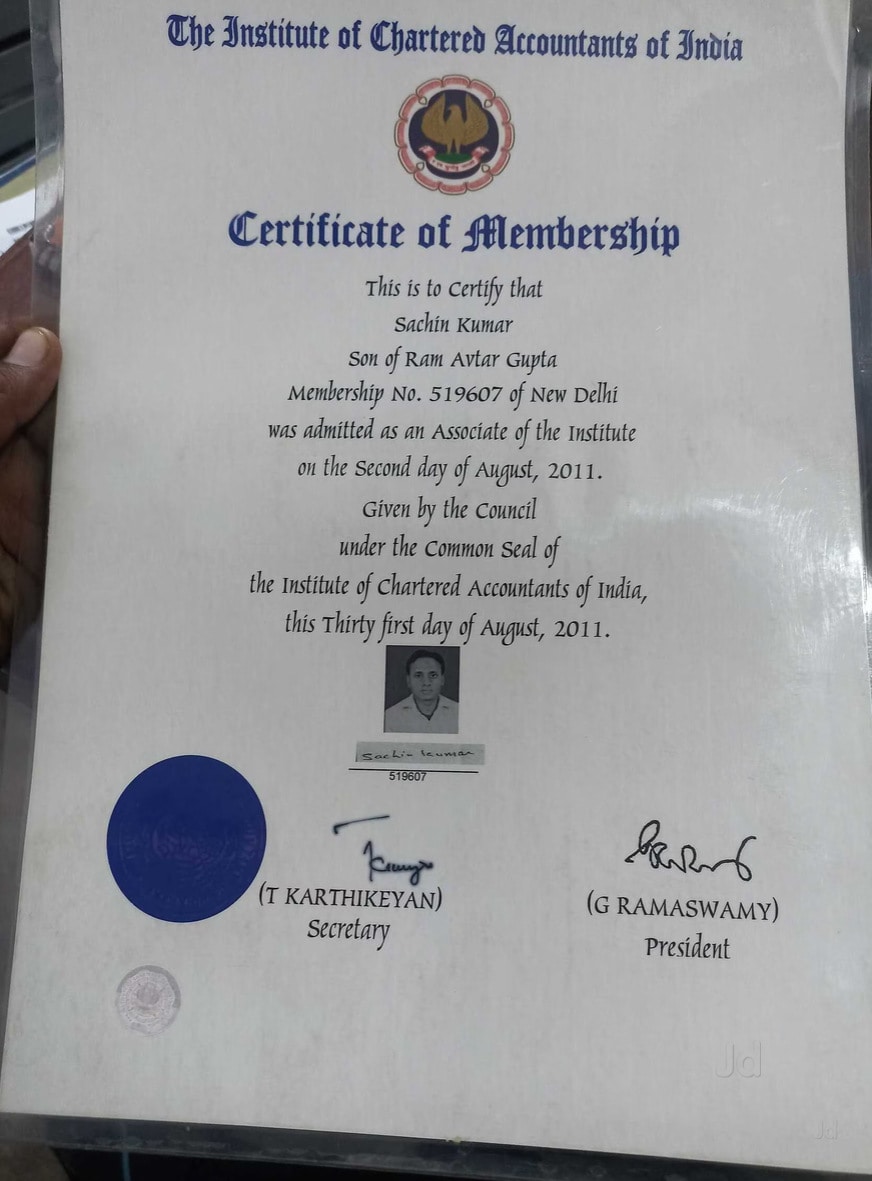 The Institute of Chartered Accountants of India
Certificate of Membership
This is to Certify that
Sachin Kumar
Son of Ram Avtar Gupta
Membership No. 519607 of New Delhi
was admitted as an Associate of the Institute
on the Second day of August, 2011.
Given by the Council
under the Common Seal of
the Institute of Chartered Accountants of India,
this Thirty first day of August, 2011.
Sachin kumar
519607
(T KARTHIKEYAN)
Secretary
(G RAMASWAMY)
President
Jd
Jd